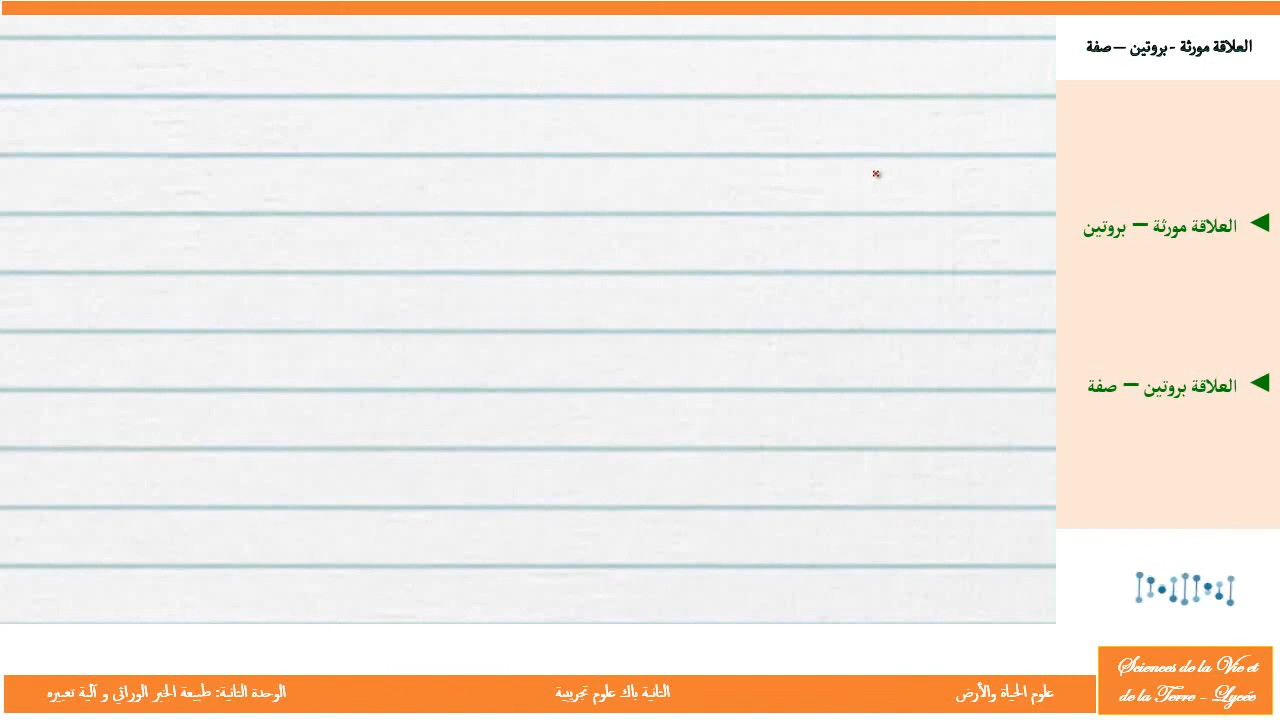 العلاقة مورثة - بروتين – صفة
◄ العلاقة مورثة – بروتين
◄ العلاقة بروتين – صفة
Sciences de la Vie et
de la Terre - Lycée
علوم الحياة والأرض
الثانية باك علوم تجريبية
الوحدة الثانية: طبيعة الخبر الوراثي و آلية تعبيره